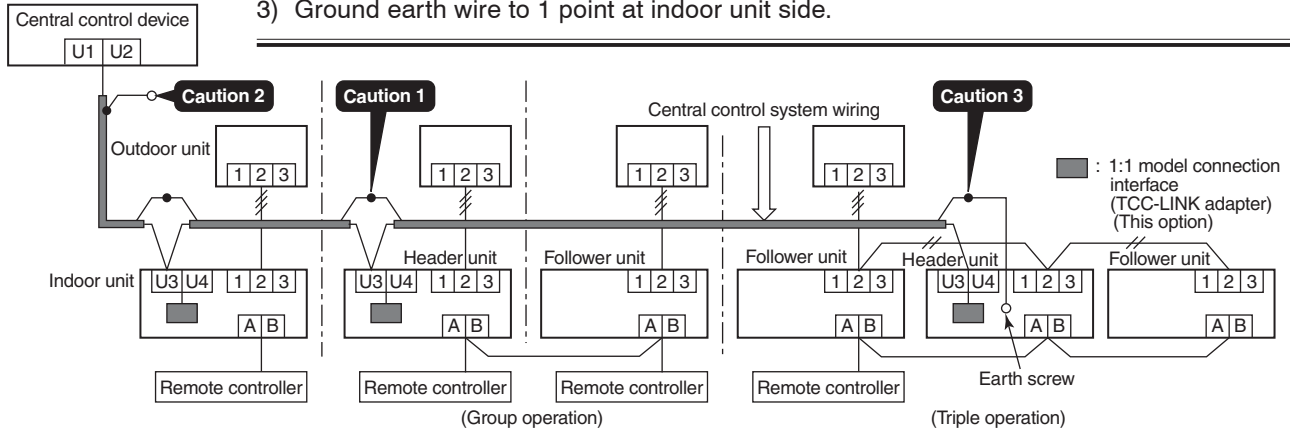 3) Ground earth wire to 1 point at indoor unit side.
Central control device
U1 U2
Caution 2
Caution 1
Caution 3
Central control system wiring
Outdoor unit
1 2 3
1 2 3
1 2 3
1 2 3
: 1:1 model connection
interface
(TCC-LINK adapter)
(This option)
Indoor unit
Header unit
Follower unit
Follower unit
Header unit
Follower unit
U3 U4
1 2 3
U3 U4
1 2 3
1 2 3
1 2 3
U3 U4
1 2 3
1 2 3
A B
A B
A B
A B
A B
A B
Remote controller
Remote controller
Remote controller
Remote controller
Earth screw
(Group operation)
(Triple operation)